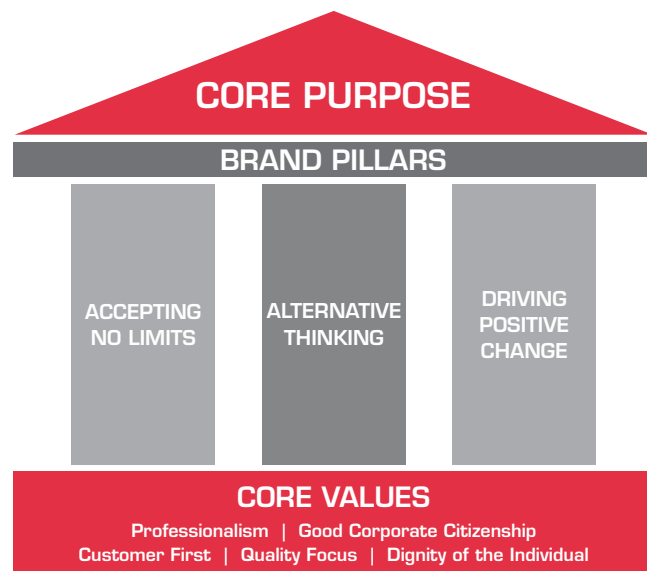 CORE PURPOSE
BRAND PILLARS
ACCEPTING
NO LIMITS
ALTERNATIVE
THINKING
DRIVING
POSITIVE
CHANGE
CORE VALUES
Professionalism | Good Corporate Citizenship
Customer First | Quality Focus | Dignity of the Individual